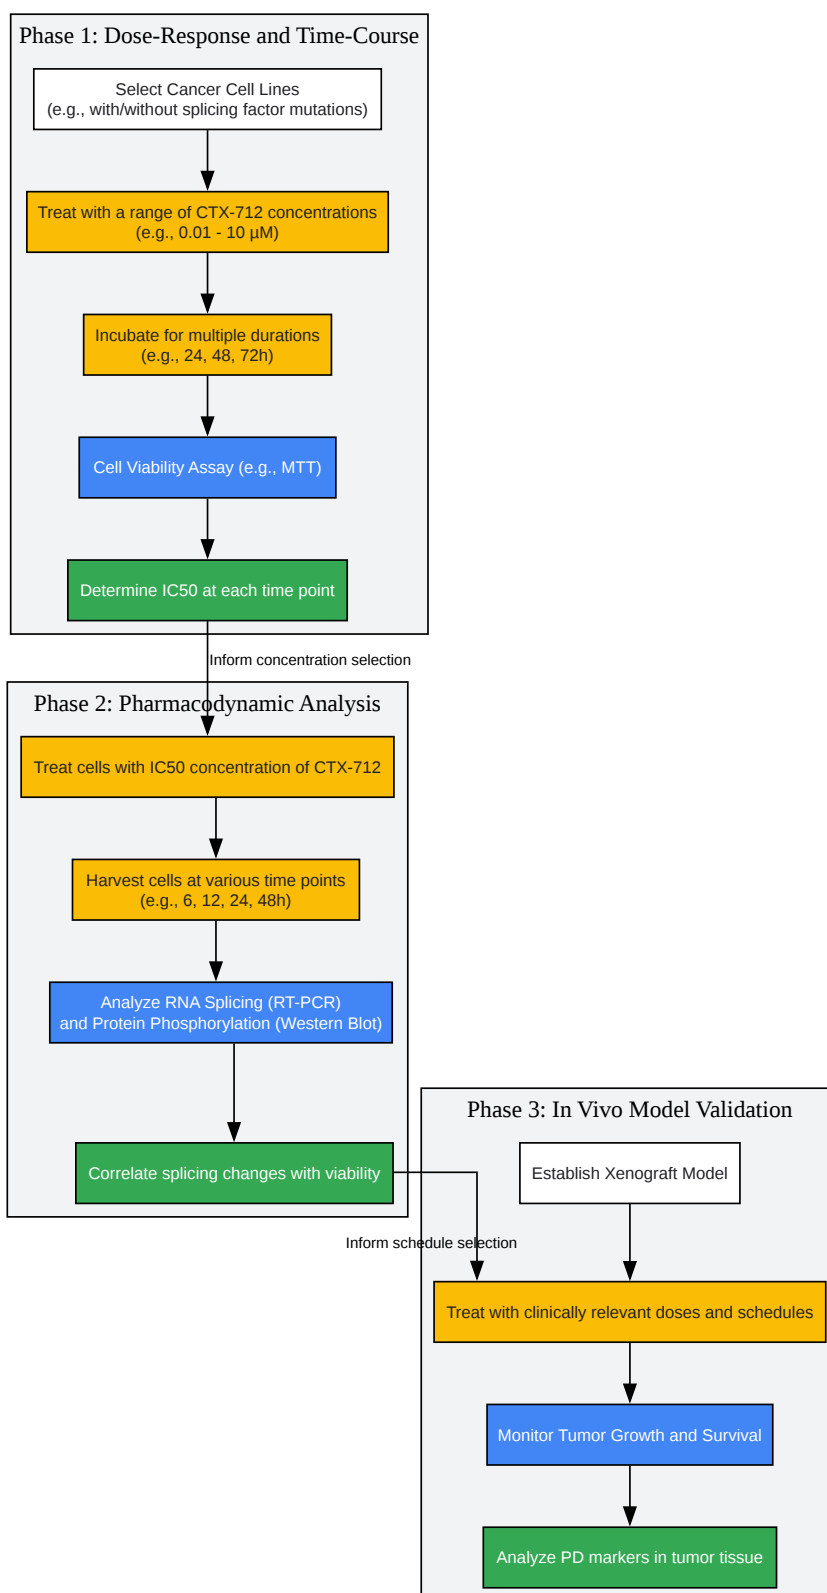 Phase 1: Dose-Response and Time-Course
Select Cancer Cell Lines
(e.g., with/without splicing factor mutations)
Treat with a range of CTX-712 concentrations
(e.g., 0.01 - 10 µM)
Incubate for multiple durations
(e.g., 24, 48, 72h)
Cell Viability Assay (e.g., MTT)
Determine IC50 at each time point
Inform concentration selection
Phase 2: Pharmacodynamic Analysis
Treat cells with IC50 concentration of CTX-712
Harvest cells at various time points
(e.g., 6, 12, 24, 48h)
Analyze RNA Splicing (RT-PCR)
and Protein Phosphorylation (Western Blot)
Correlate splicing changes with viability
Inform schedule selection
Phase 3: In Vivo Model Validation
Establish Xenograft Model
Treat with clinically relevant doses and schedules
Monitor Tumor Growth and Survival
Analyze PD markers in tumor tissue